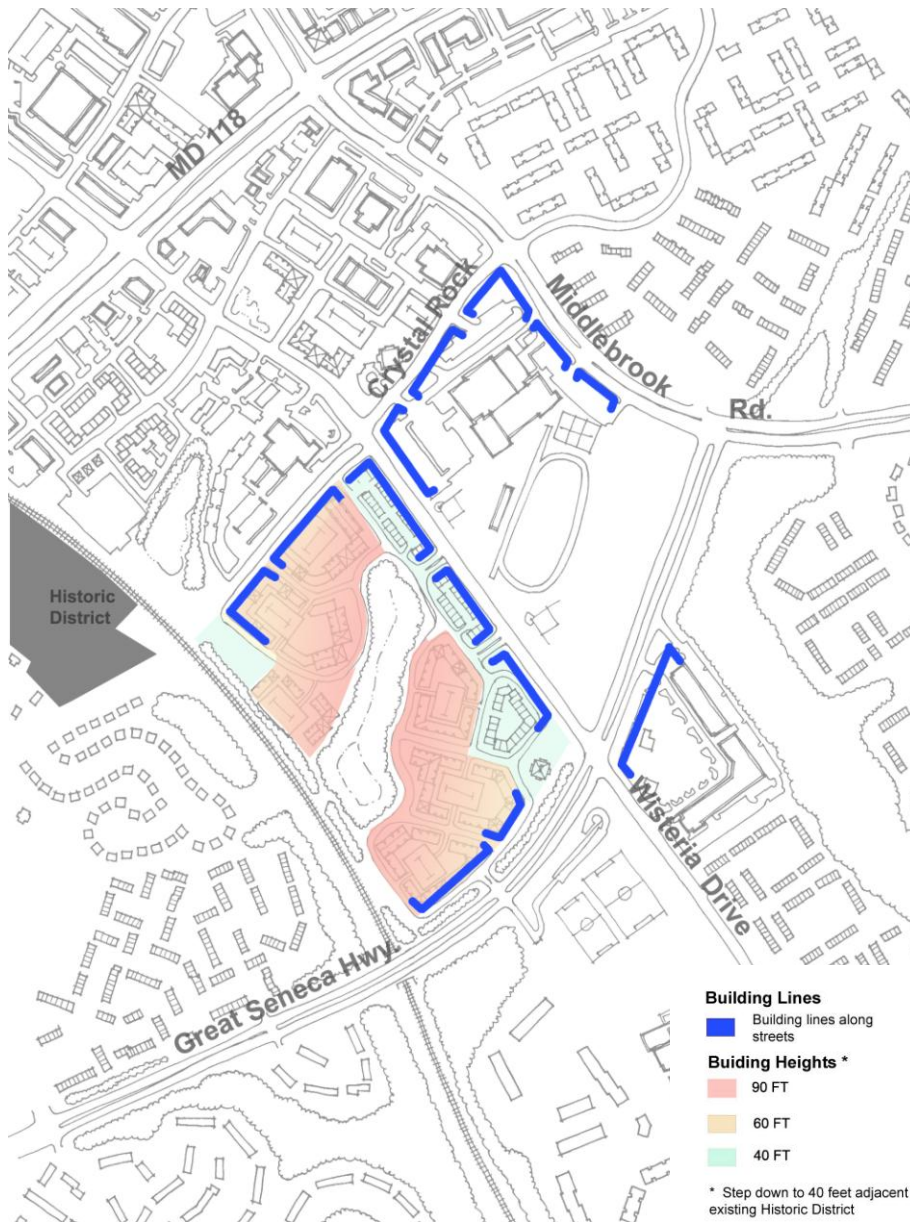 MD 118
Crystal Rock
Middlebrook
Rd.
Historic
District
Wisteria Drive
Great Seneca Hwy.
Building Lines
Building lines along
streets
Buiding Heights *
90 FT
60 FT
40 FT
* Step down to 40 feet adjacent
existing Historic District